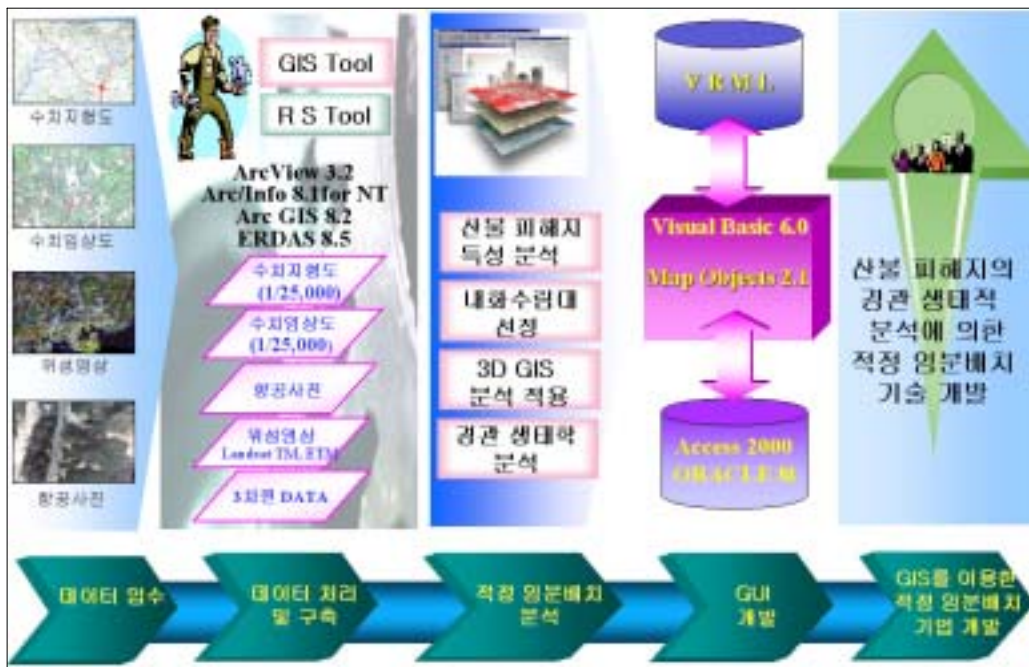 수치지형도
수치임상도
위성영상
항공사진
GIS Tool
R S Tool
ArcView 3.2
Arc/Info 8.1for NT
Arc GIS 8.2
ERDAS 8.5
수치지형도
(1/25,000)
수치임상도
(1/25,000)
항공사진
위성영상
Landsat TM, ETM
3차원 DATA
산불 피해지
특성 분석
내화수림대
선정
3D GIS
분석 적용
경관 생태학
분석
V R M L
Visual Basic 6.0
Map Objects 2.1
Access 2000
ORACLE
산불 피해지의
경관 생태적
분석에 의한
적정 임분배치
기술 개발
데이터 입수
데이터 처리
및 구축
적정 임분배치
분석
GUI
개발
GIS를 이용한
적정 임분배치
기법 개발